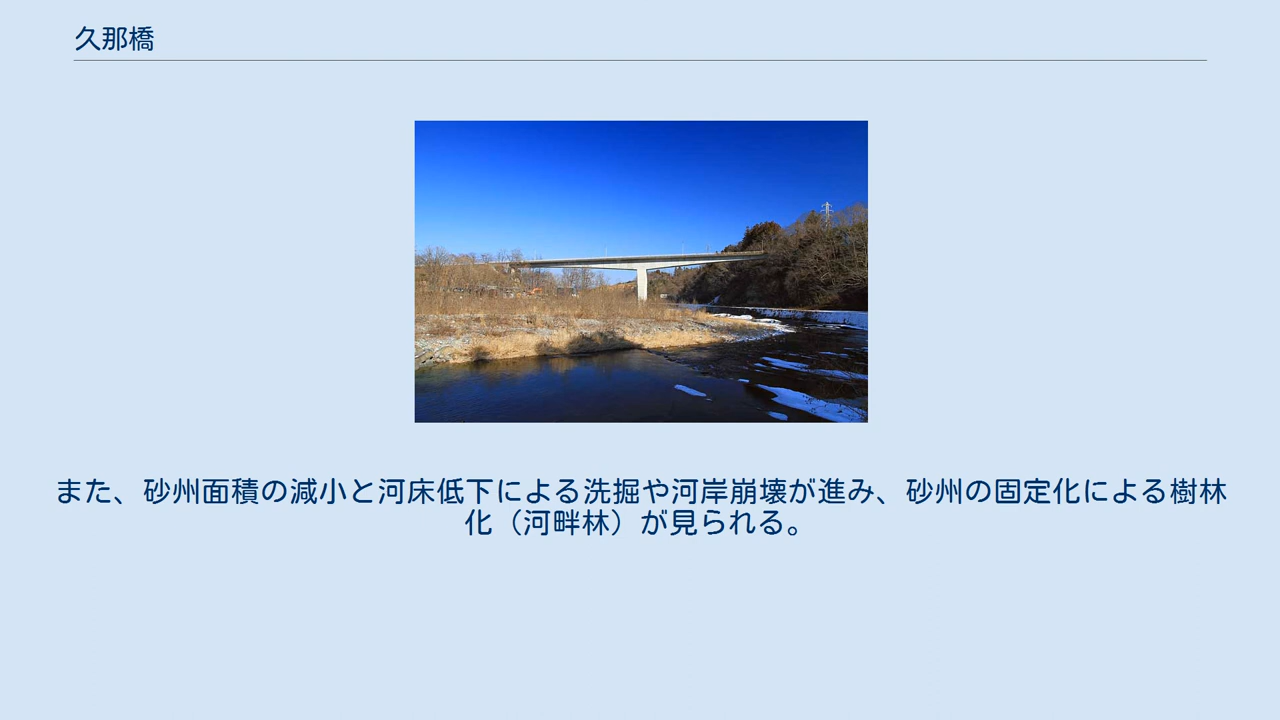 久那橋
また、砂州面積の減小と河床低下による洗掘や河岸崩壊が進み、砂州の固定化による樹林
化（河畔林）が見られる。